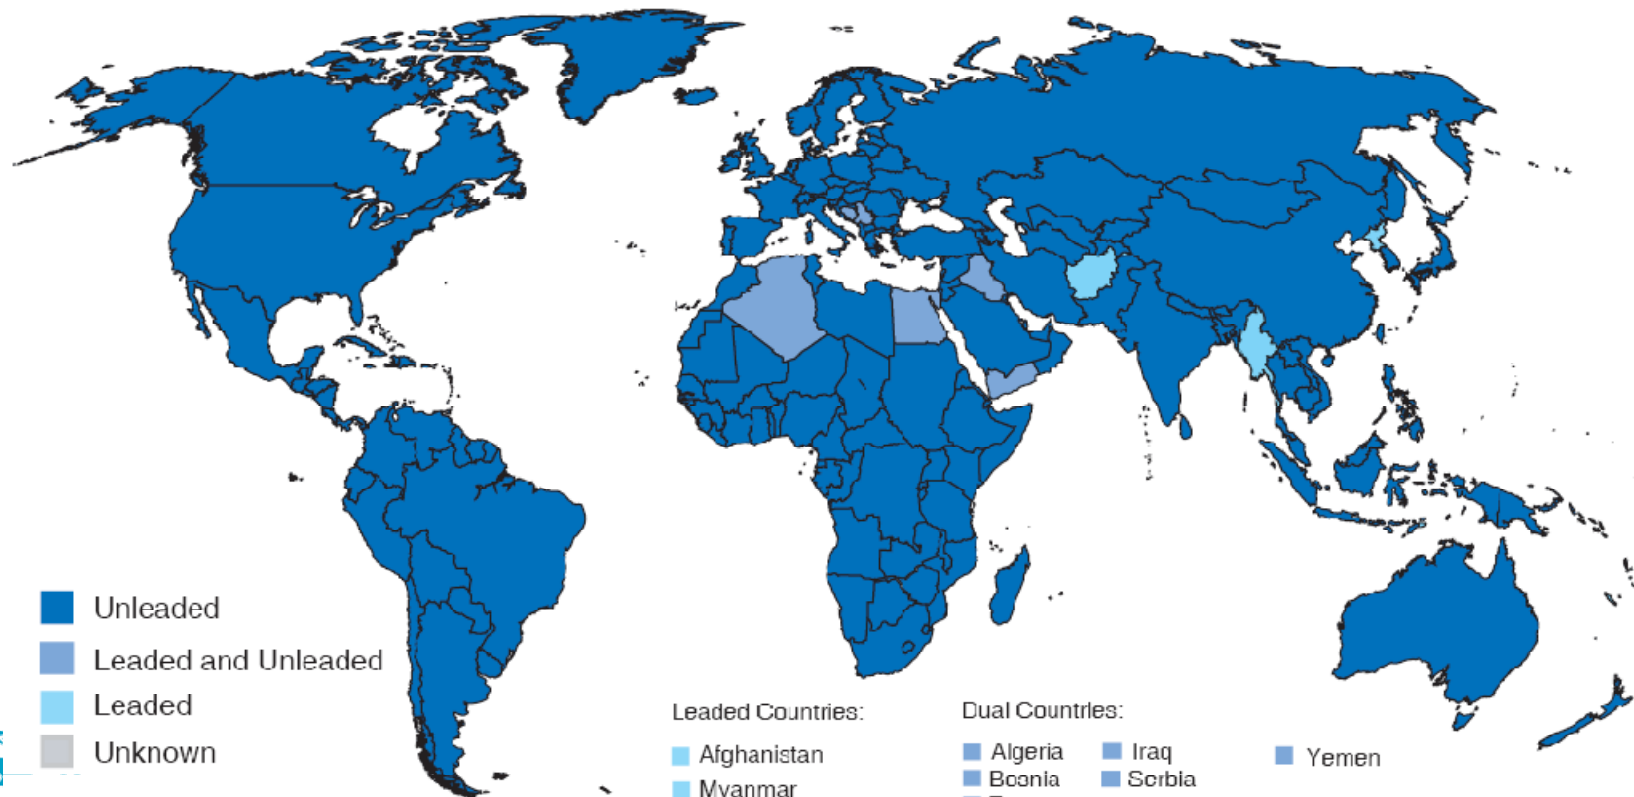 Unleaded
Leaded and Unleaded
Leaded
Unknown
Leaded Countries:
Afghanistan
Myanmar
Dual Countries:
Algeria
Bosnia
Iraq
Serbia
Yemen